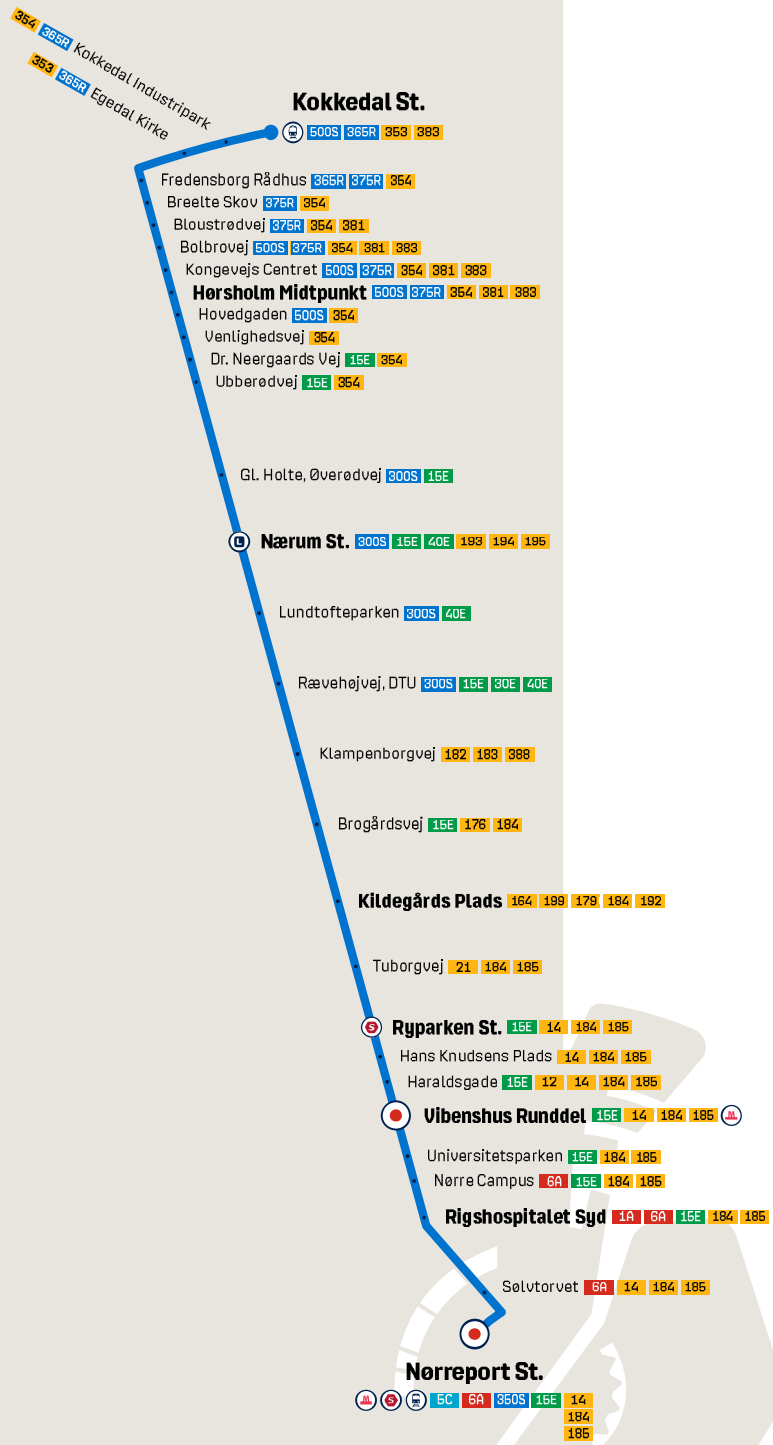 354 365R Kokkedal Industripark
353 365R Egedal Kirke
Kokkedal St.
500S 365R 353 383
Fredensborg Rådhus 365R 375R 354
Breelte Skov 375R 354
Bloustrødvej 375R 354 381
Bolbrovej 500S 375R 354 381 383
Kongevejs Centret 500S 375R 354 381 383
Hørsholm Midtpunkt 500S 375R 354 381 383
Hovedgaden 500S 354
Venlighedsvej 354
Dr. Neergaards Vej 15E 354
Ubberødvej 15E 354
Gl. Holte, Øverødvej 300S 15E
L Nærum St. 300S 15E 40E 193 194 195
Lundtofteparken 300S 40E
Rævehøjvej, DTU 300S 15E 30E 40E
Klampenborgvej 182 183 388
Brogårdsvej 15E 176 184
Kildegårds Plads 164 199 179 184 192
Tuborgvej 21 184 185
S Ryparken St. 15E 14 184 185
Hans Knudsens Plads 14 184 185
Haraldsgade 15E 12 14 184 185
Vibenshus Runddel 15E 14 184 185 M
Universitetsparken 15E 184 185
Nørre Campus 6A 15E 184 185
Rigshospitalet Syd 1A 6A 15E 184 185
Sølvtorvet 6A 14 184 185
Nørreport St.
M S 5C 6A 350S 15E 14
184
185